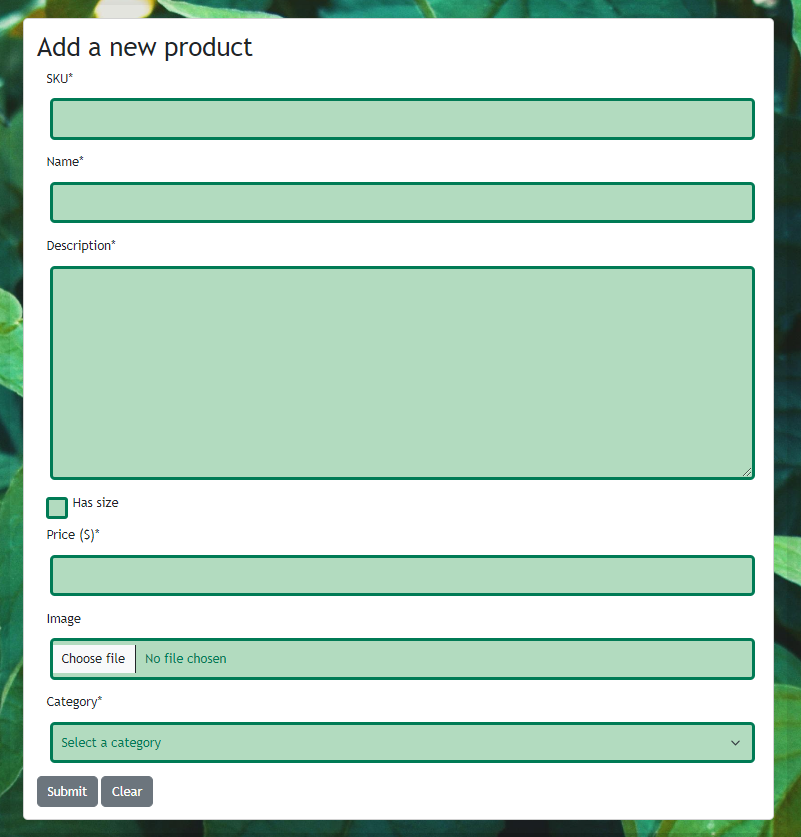 Add a new product
SKU*
Name*
Description*
Has size
Price ($)*
Image
Choose file No file chosen
Category*
Select a category
Submit Clear